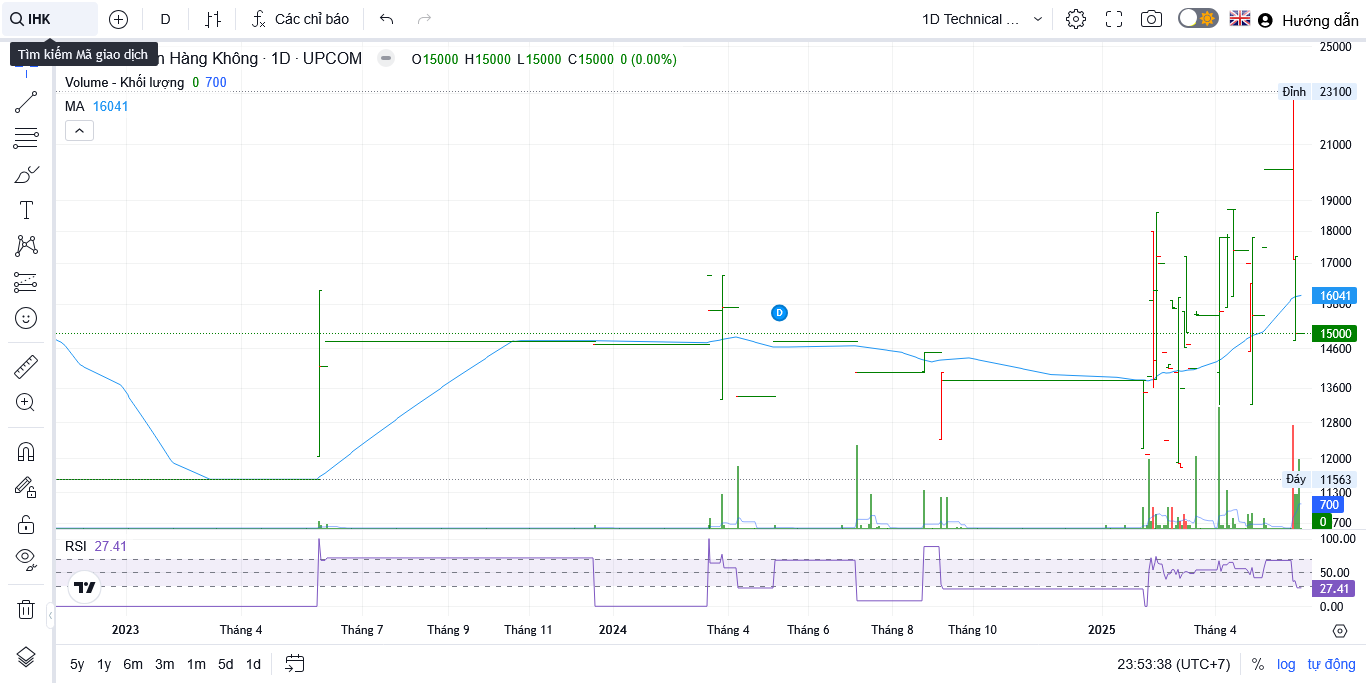 IHK
D
Các chỉ báo
1D Technical ...
Hướng dẫn
Tìm kiếm Mã giao dịch
n Hàng Không · 1D · UPCOM
O15000 H15000 L15000 C15000 0 (0.00%)
Volume - Khối lượng 0 700
MA 16041
25000
Đỉnh 23100
21000
19000
18000
17000
16041
15800
D
15000
14600
13600
12800
12000
Đáy 11563
11300
700
0
700
RSI 27.41
100.00
50.00
27.41
0.00
2023 Tháng 4 Tháng 7 Tháng 9 Tháng 11 2024 Tháng 4 Tháng 6 Tháng 8 Tháng 10 2025 Tháng 4
5y 1y 6m 3m 1m 5d 1d
23:53:38 (UTC+7) % log tự động